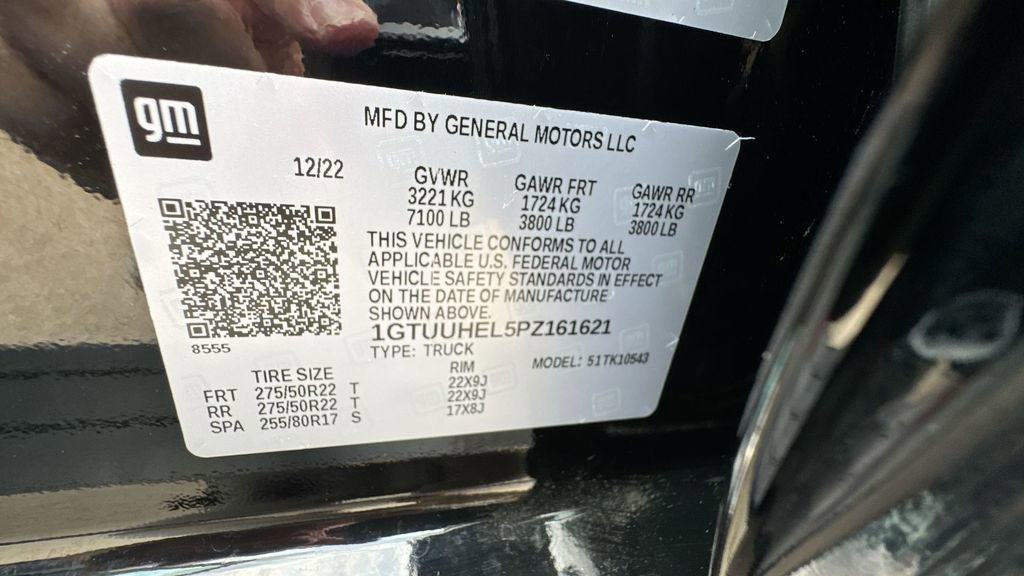 gm
MFD BY GENERAL MOTORS LLC
12/22
GVWR GAWR FRT GAWR RR
3221 KG 1724 KG 1724 KG
7100 LB 3800 LB 3800 LB
THIS VEHICLE CONFORMS TO ALL
APPLICABLE U.S. FEDERAL MOTOR
VEHICLE SAFETY STANDARDS IN EFFECT
ON THE DATE OF MANUFACTURE
SHOWN ABOVE.
1GTUUHEL5PZ161621
8555
TYPE: TRUCK MODEL: 51TK10543
TIRE SIZE RIM
FRT 275/50R22 T 22X9J
RR 275/50R22 T 22X9J
SPA 255/80R17 S 17X8J